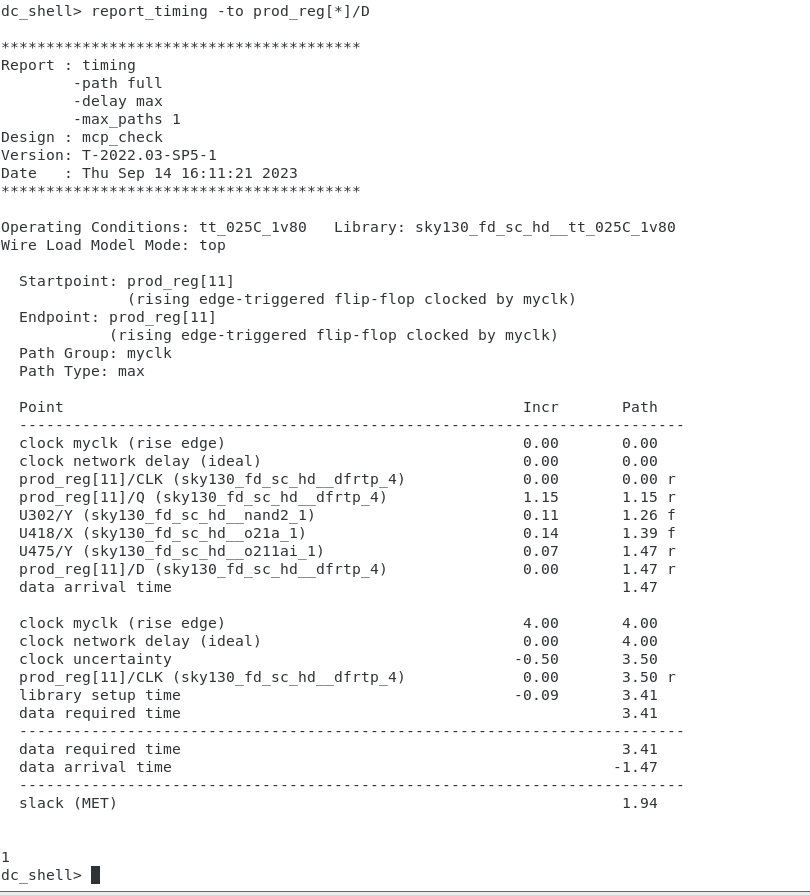 dc_shell> report_timing -to prod_reg[*]/D
****************************************
Report : timing
        -path full
        -delay max
        -max_paths 1
Design : mcp_check
Version: T-2022.03-SP5-1
Date   : Thu Sep 14 16:11:21 2023
****************************************
Operating Conditions: tt_025C_1v80   Library: sky130_fd_sc_hd__tt_025C_1v80
Wire Load Model Mode: top
  Startpoint: prod_reg[11]
              (rising edge-triggered flip-flop clocked by myclk)
  Endpoint: prod_reg[11]
            (rising edge-triggered flip-flop clocked by myclk)
  Path Group: myclk
  Path Type: max
  Point                                                   Incr       Path
  --------------------------------------------------------------------------
  clock myclk (rise edge)                                 0.00       0.00
  clock network delay (ideal)                             0.00       0.00
  prod_reg[11]/CLK (sky130_fd_sc_hd__dfrtp_4)             0.00       0.00 r
  prod_reg[11]/Q (sky130_fd_sc_hd__dfrtp_4)               1.15       1.15 r
  U302/Y (sky130_fd_sc_hd__nand2_1)                       0.11       1.26 f
  U418/X (sky130_fd_sc_hd__o21a_1)                        0.14       1.39 f
  U475/Y (sky130_fd_sc_hd__o211ai_1)                      0.07       1.47 r
  prod_reg[11]/D (sky130_fd_sc_hd__dfrtp_4)               0.00       1.47 r
  data arrival time                                                  1.47
  clock myclk (rise edge)                                 4.00       4.00
  clock network delay (ideal)                             0.00       4.00
  clock uncertainty                                      -0.50       3.50
  prod_reg[11]/CLK (sky130_fd_sc_hd__dfrtp_4)             0.00       3.50 r
  library setup time                                     -0.09       3.41
  data required time                                                 3.41
  --------------------------------------------------------------------------
  data required time                                                 3.41
  data arrival time                                                 -1.47
  --------------------------------------------------------------------------
  slack (MET)                                                        1.94
1
dc_shell>